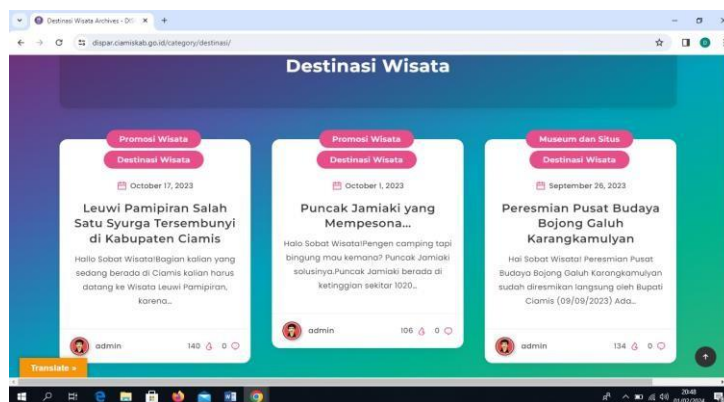 Destinasi Wisata Archives - DI
dispar.ciamiskab.go.id/category/destinasi/
Destinasi Wisata
Promosi Wisata
Destinasi Wisata
October 17, 2023
Leuwi Pamipiran Salah
Satu Syurga Tersembunyi
di Kabupaten Ciamis
Hallo Sobat Wisata!Bagian kalian yang
sedang berada di Ciamis kalian harus
datang ke Wisata Leuwi Pamipiran,
karena...
admin
140
0
Promosi Wisata
Destinasi Wisata
October 1, 2023
Puncak Jamiaki yang
Mempesona...
Halo Sobat Wisata!Pengen camping tapi
bingung mau kemana? Puncak Jamiaki
solusinya.Puncak Jamiaki berada di
ketinggian sekitar 1020...
admin
106
0
Museum dan Situs
Destinasi Wisata
September 26, 2023
Peresmian Pusat Budaya
Bojong Galuh
Karangkamulyan
Hai Sobat Wisata! Peresmian Pusat
Budaya Bojong Galuh Karangkamulyan
sudah diresmikan langsung oleh Bupati
Ciamis (09/09/2023) Ada...
admin
134
0
Translate »
20:48
01/02/2024